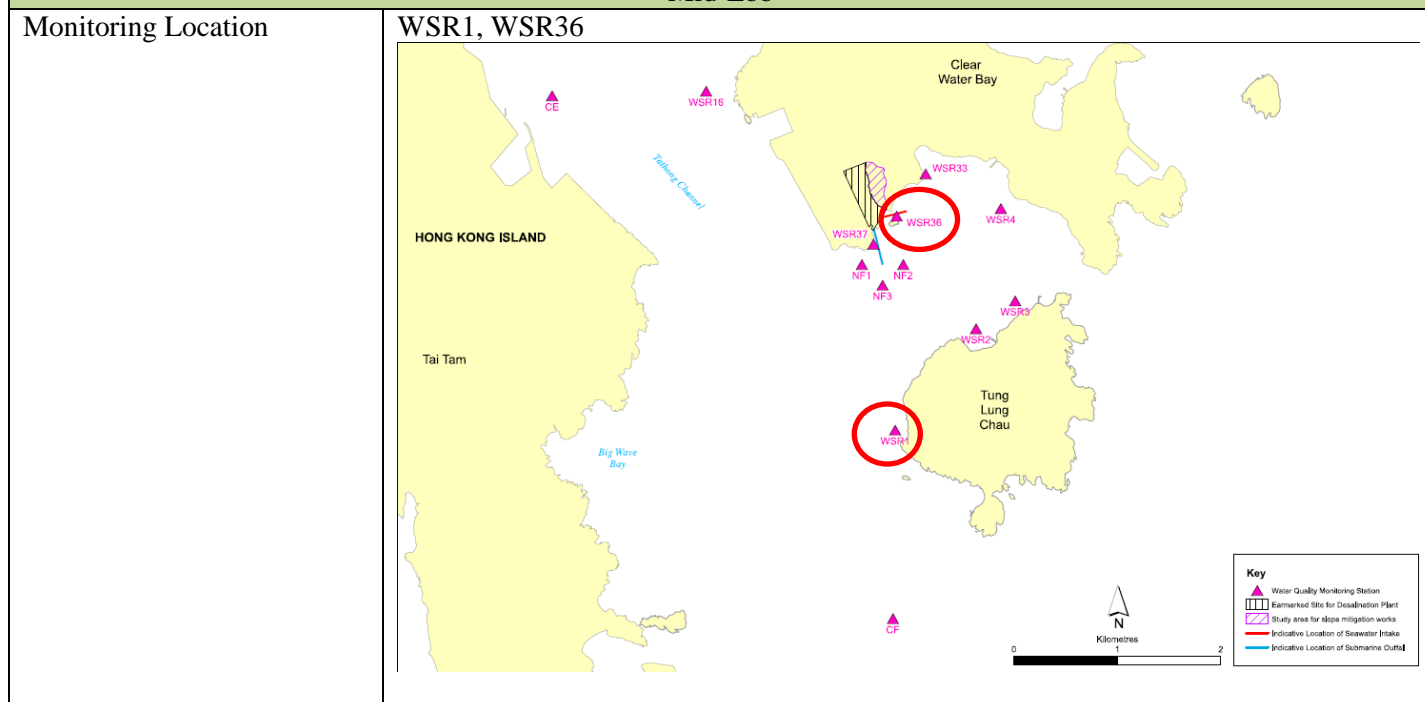 Mid-Ebb
Monitoring Location
WSR1, WSR36
Clear
Water Bay
CE
WSR16
Tathong Channel
WSR33
WSR36
WSR4
HONG KONG ISLAND
WSR37
NF1
NF2
NF3
WSR3
WSR2
Tai Tam
Tung
Lung
Chau
WSR1
Big Wave
Bay
CF
N
Kilometres
0 1 2
Key
Water Quality Monitoring Station
Earmarked Site for Desalination Plant
Study area for slope mitigation works
Indicative Location of Seawater Intake
Indicative Location of Submarine Outfall